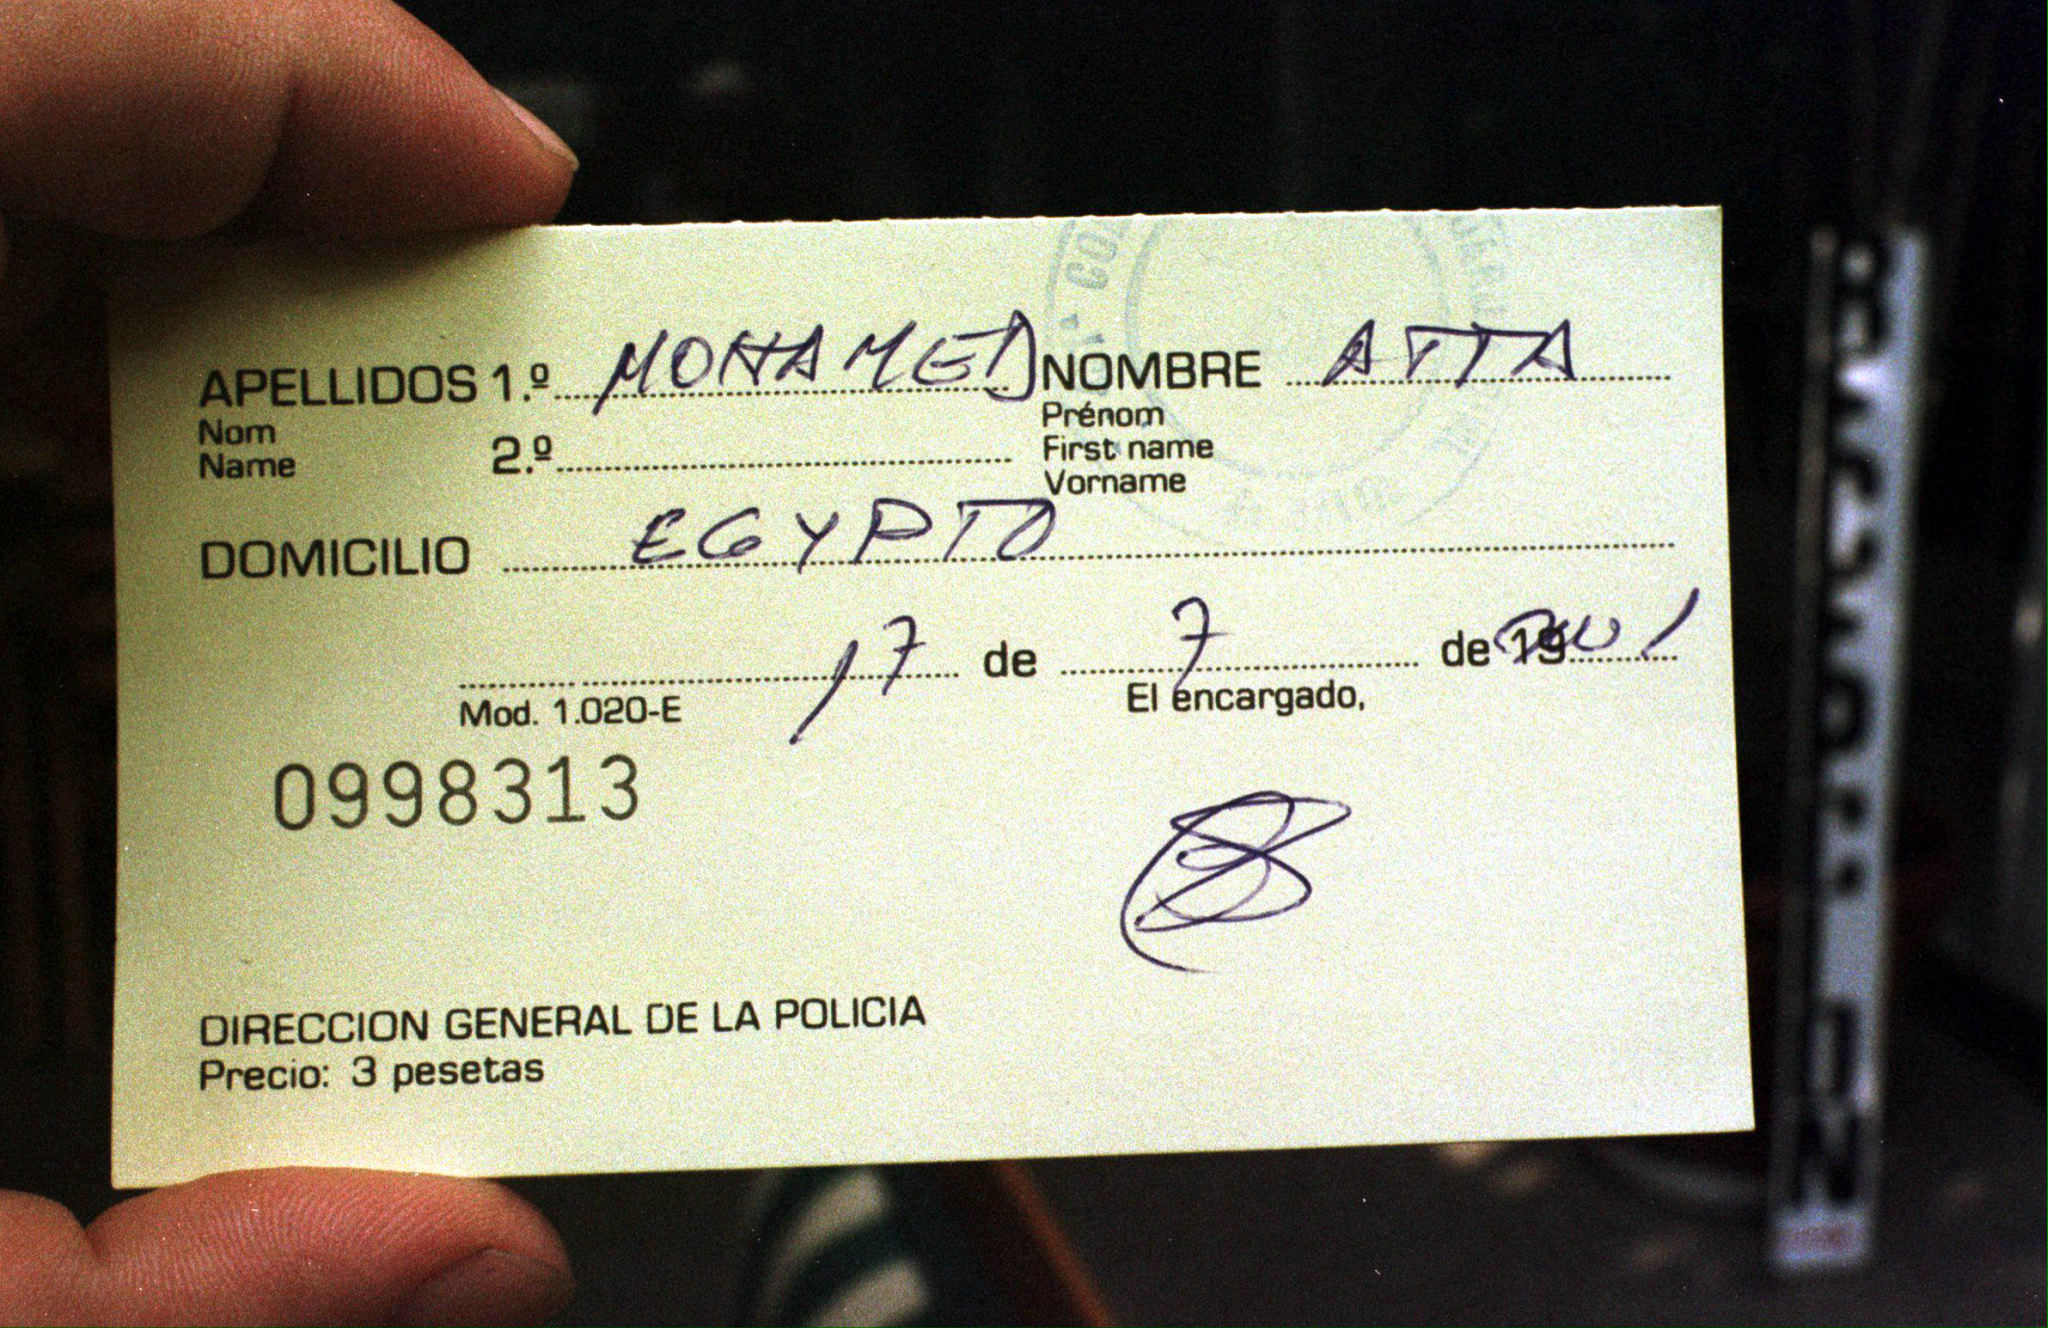 APELLIDOS 1.º MOHAMED NOMBRE ATTA
Nom Prénom
Name 2.º First name
Vorname
DOMICILIO EGYPTO
17 de 7 de 19 2001
Mod. 1.020-E El encargado,
0998313
DIRECCION GENERAL DE LA POLICIA
Precio: 3 pesetas